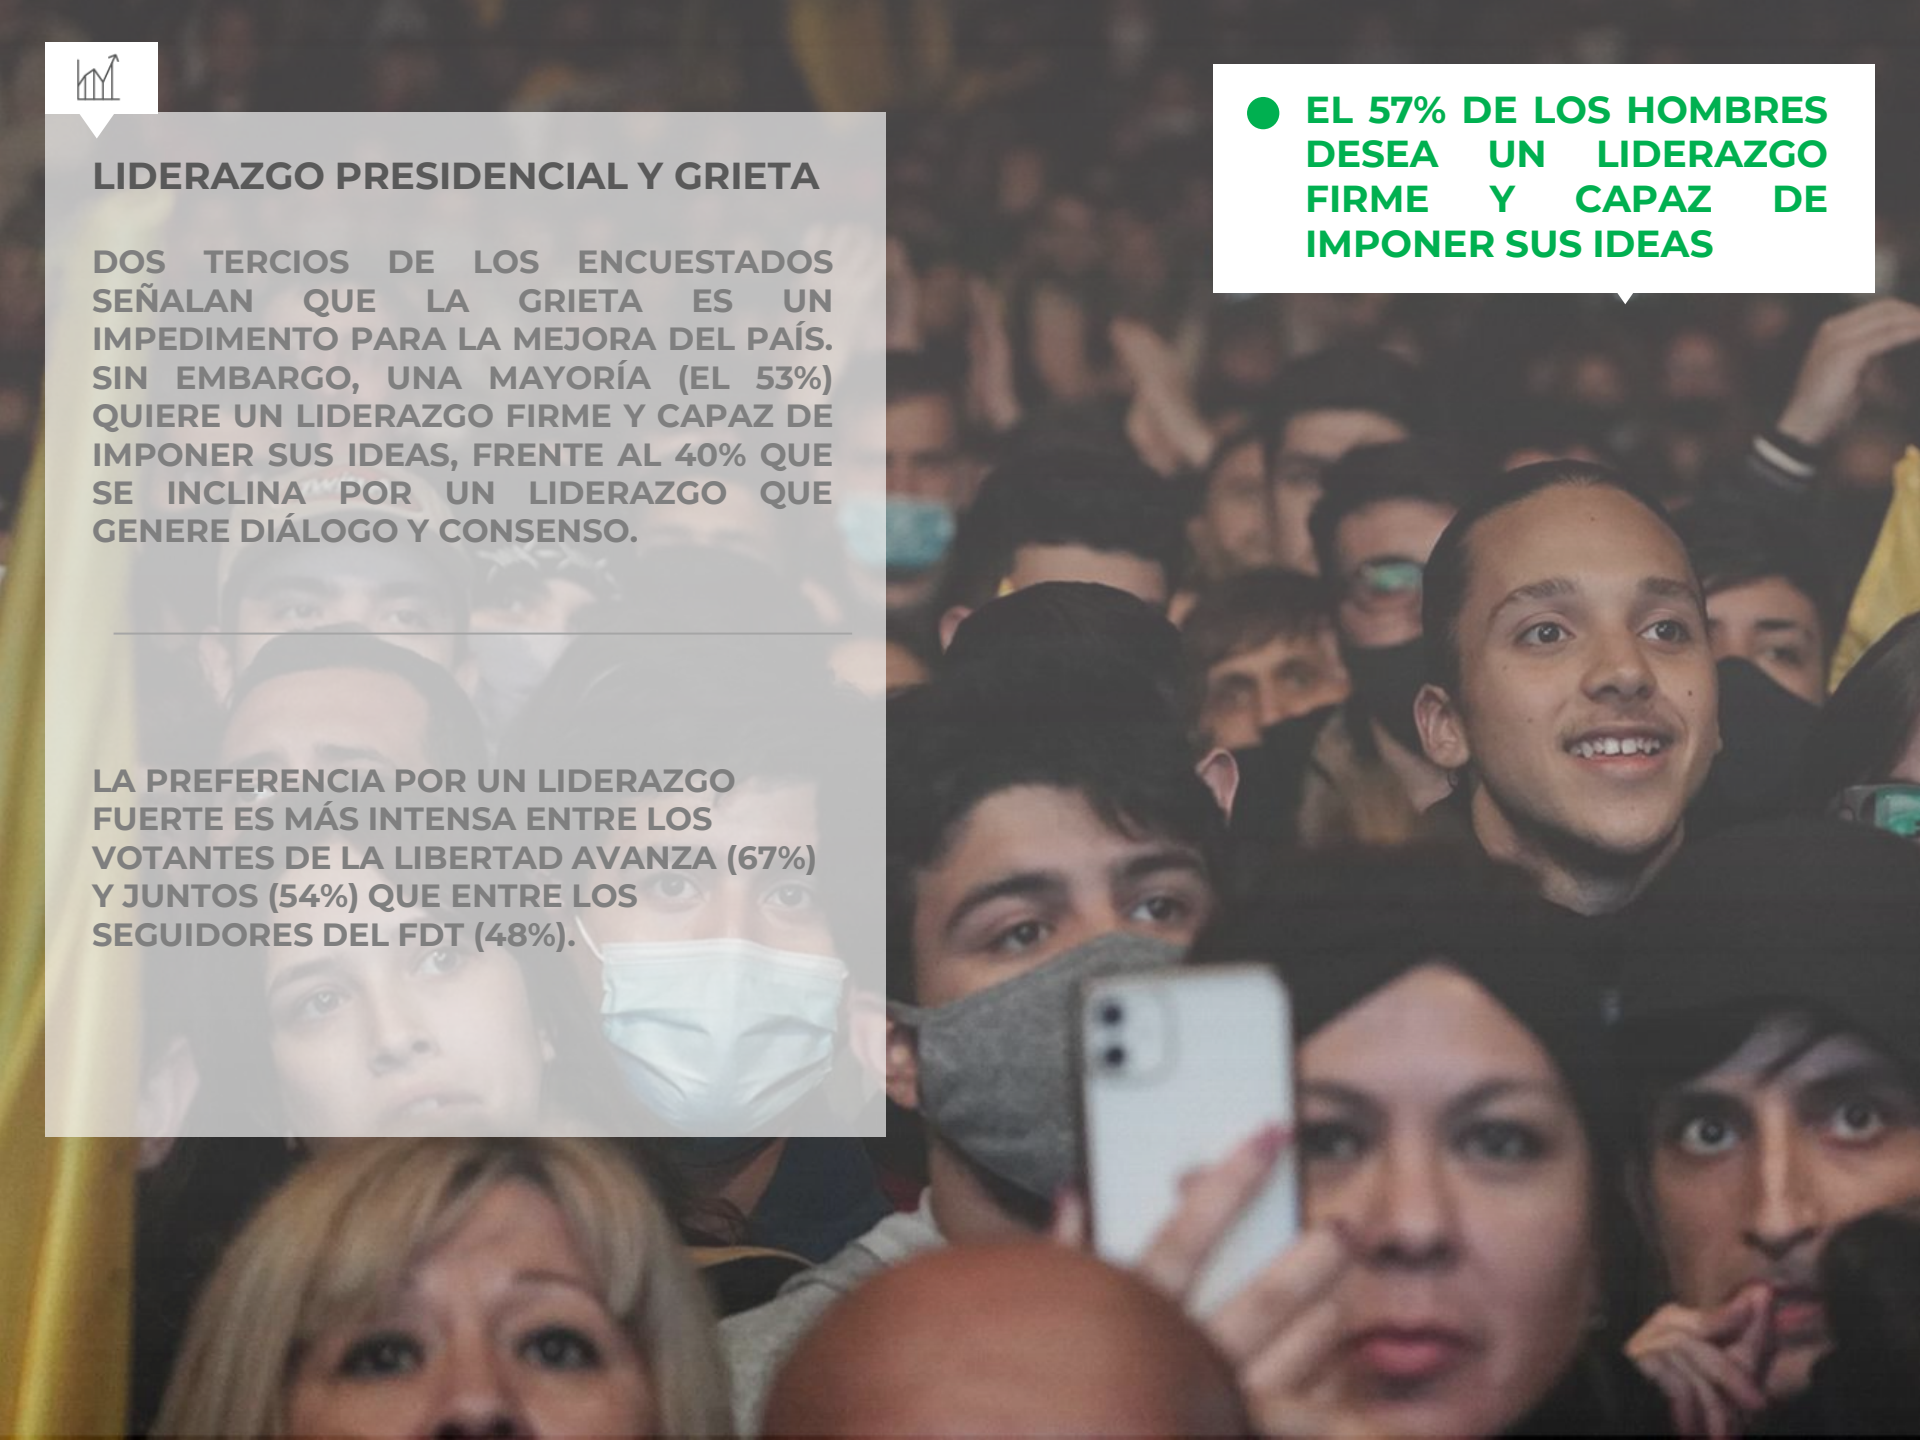 LIDERAZGO PRESIDENCIAL Y GRIETA
DOS TERCIOS DE LOS ENCUESTADOS
SEÑALAN QUE LA GRIETA ES UN
IMPEDIMENTO PARA LA MEJORA DEL PAÍS.
SIN EMBARGO, UNA MAYORÍA (EL 53%)
QUIERE UN LIDERAZGO FIRME Y CAPAZ DE
IMPONER SUS IDEAS, FRENTE AL 40% QUE
SE INCLINA POR UN LIDERAZGO QUE
GENERE DIÁLOGO Y CONSENSO.
LA PREFERENCIA POR UN LIDERAZGO
FUERTE ES MÁS INTENSA ENTRE LOS
VOTANTES DE LA LIBERTAD AVANZA (67%)
Y JUNTOS (54%) QUE ENTRE LOS
SEGUIDORES DEL FDT (48%).
EL 57% DE LOS HOMBRES
DESEA UN LIDERAZGO
FIRME Y CAPAZ DE
IMPONER SUS IDEAS